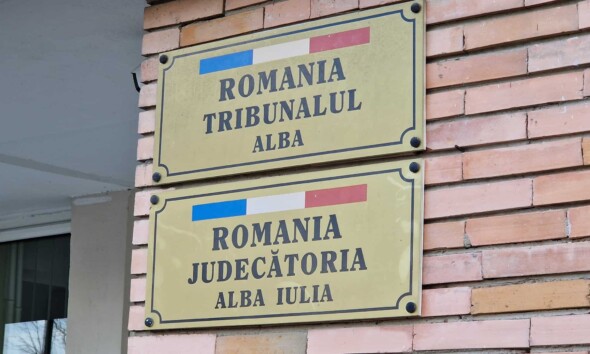 ROMANIA
TRIBUNALUL
ALBA
ROMANIA
JUDECĂTORIA
ALBA IULIA